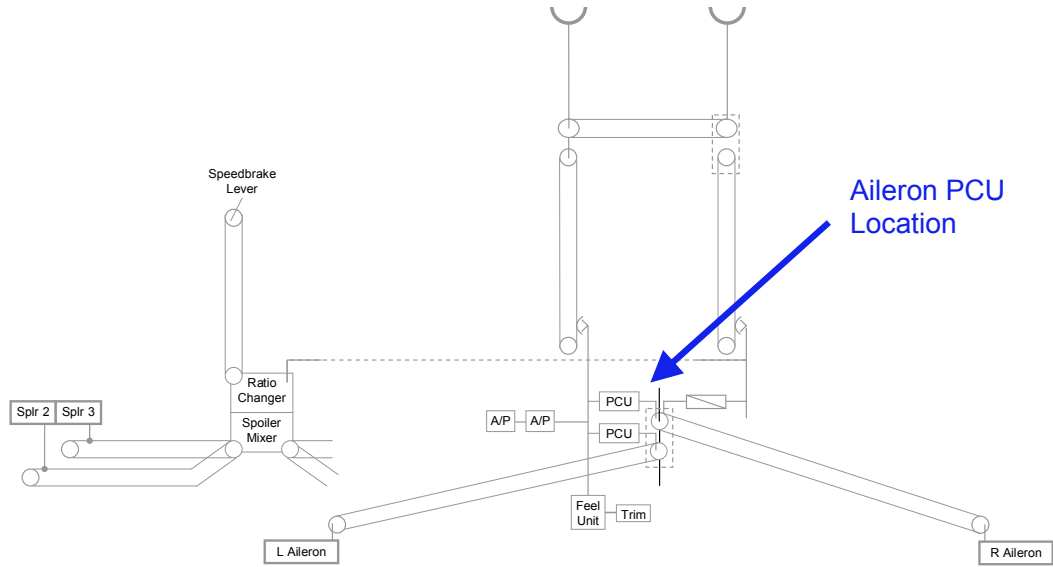 Speedbrake
Lever
Aileron PCU
Location
Ratio
Changer
Splr 2
Splr 3
Spoiler
Mixer
A/P
A/P
PCU
PCU
Feel
Unit
Trim
L Aileron
R Aileron